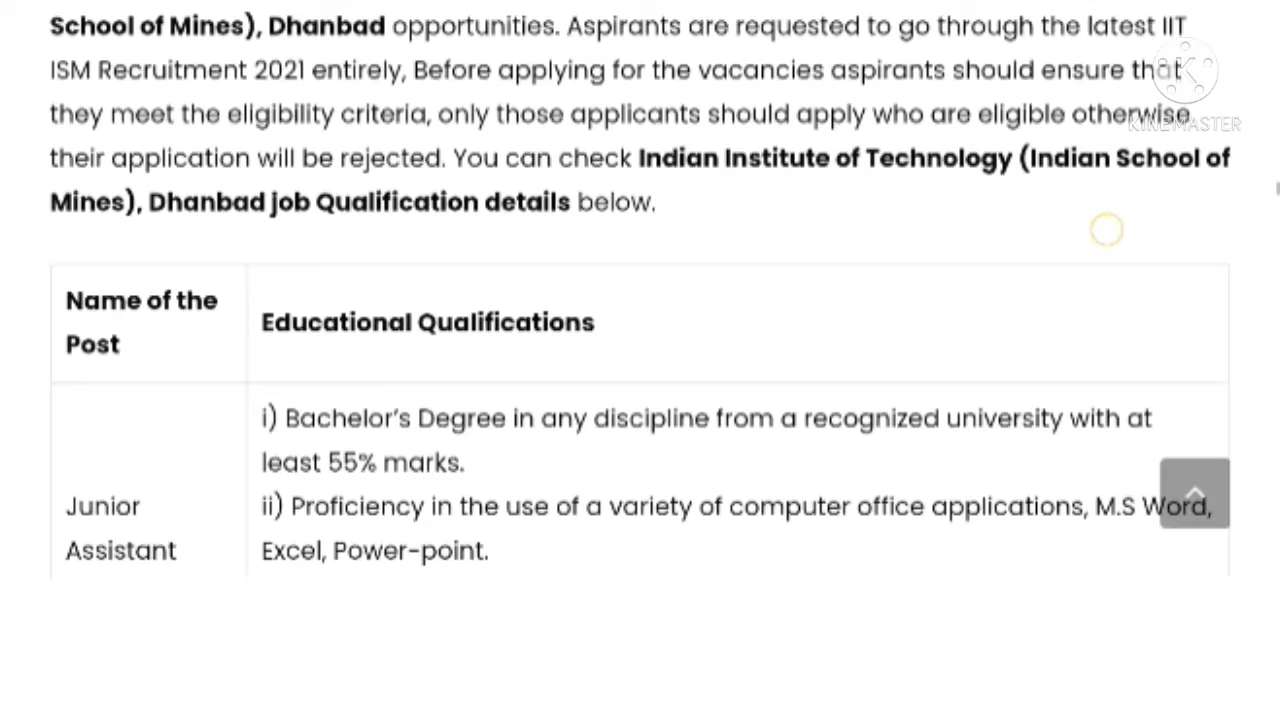 School of Mines), Dhanbad opportunities. Aspirants are requested to go through the latest IIT
ISM Recruitment 2021 entirely, Before applying for the vacancies aspirants should ensure that
they meet the eligibility criteria, only those applicants should apply who are eligible otherwise
their application will be rejected. You can check Indian Institute of Technology (Indian School of
Mines), Dhanbad job Qualification details below.
K
KINEMASTER
Name of the
Post
Educational Qualifications
Junior
Assistant
i) Bachelor's Degree in any discipline from a recognized university with at
least 55% marks.
ii) Proficiency in the use of a variety of computer office applications, M.S Word,
Excel, Power-point.